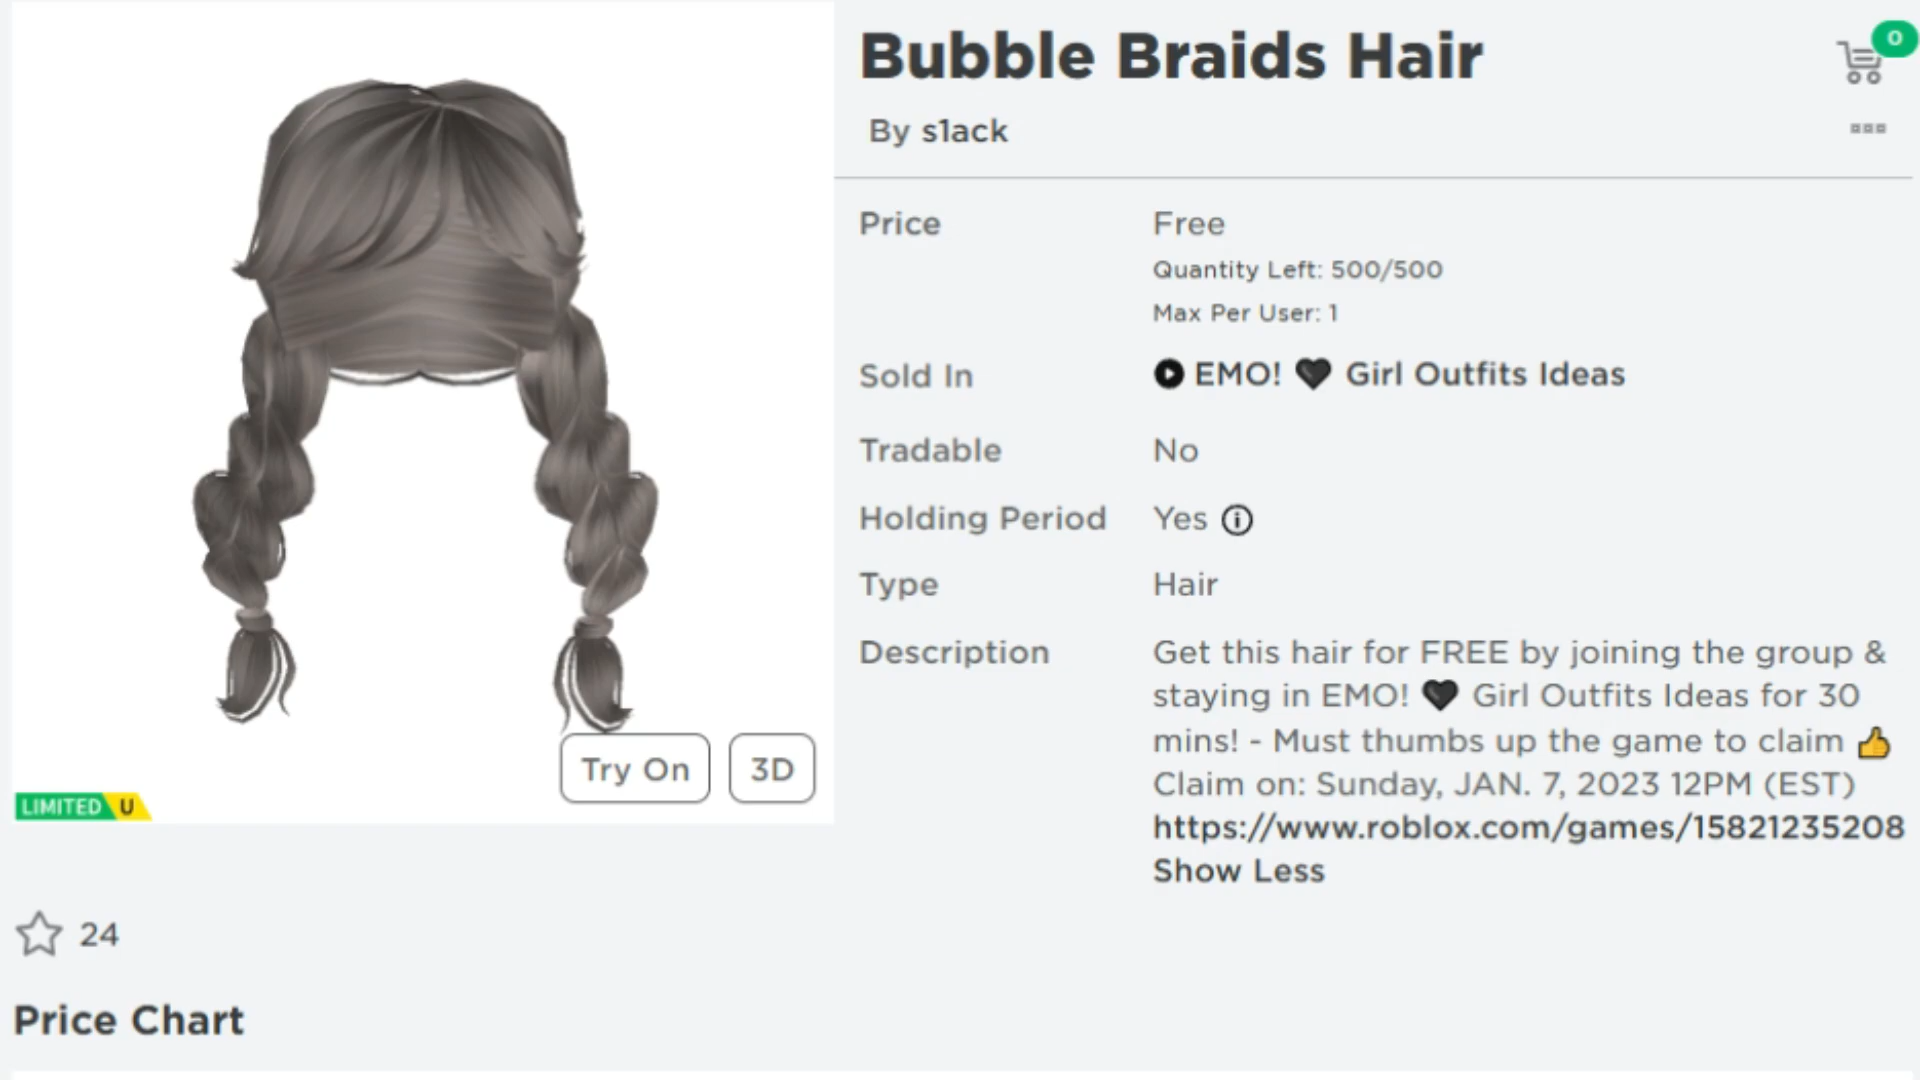 Bubble Braids Hair
0
By s1ack
Price
Free
Quantity Left: 500/500
Max Per User: 1
Sold In
EMO! 🖤 Girl Outfits Ideas
Tradable
No
Holding Period
Yes
Type
Hair
Description
Get this hair for FREE by joining the group &
staying in EMO! 🖤 Girl Outfits Ideas for 30
mins! - Must thumbs up the game to claim 👍
Claim on: Sunday, JAN. 7, 2023 12PM (EST)
https://www.roblox.com/games/15821235208
Show Less
Try On
3D
LIMITED U
24
Price Chart